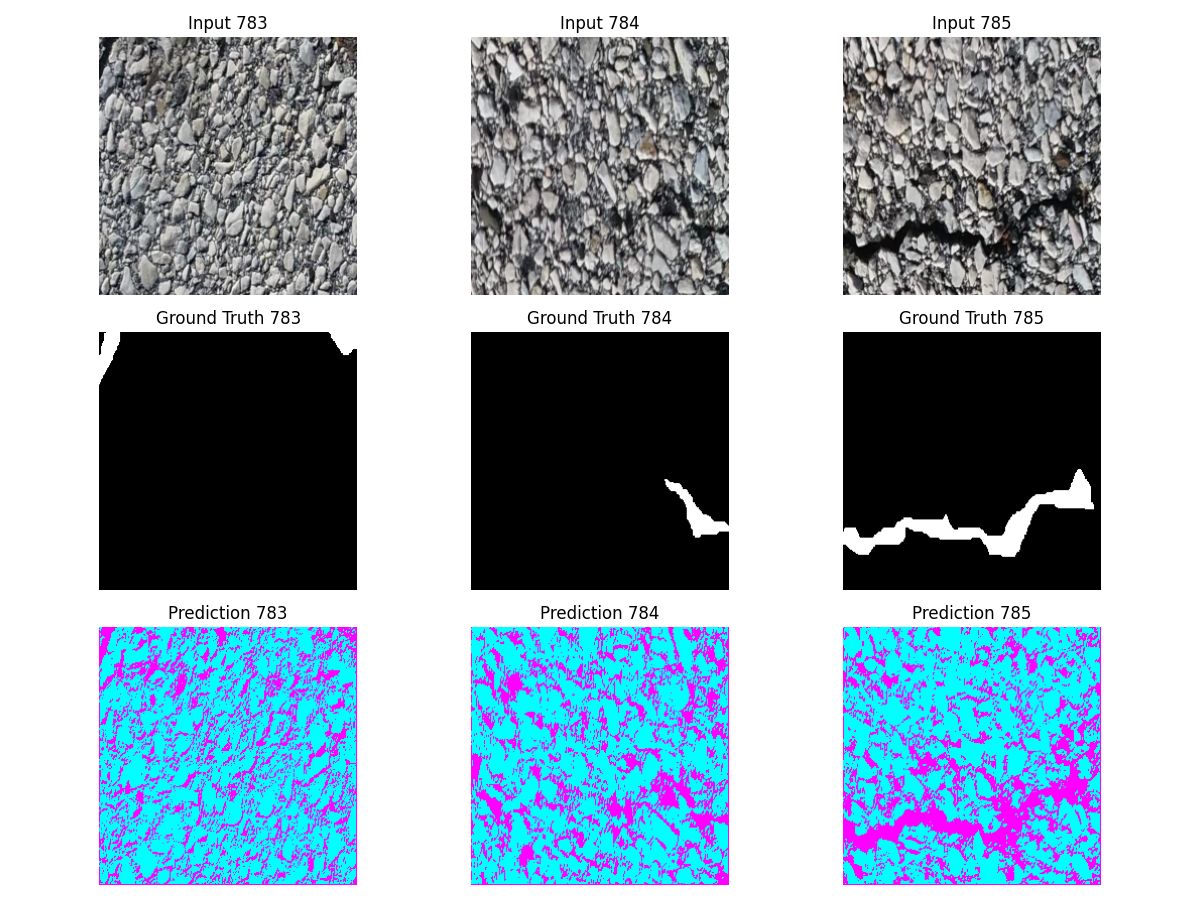 Input 783
Input 784
Input 785
Ground Truth 783
Ground Truth 784
Ground Truth 785
Prediction 783
Prediction 784
Prediction 785